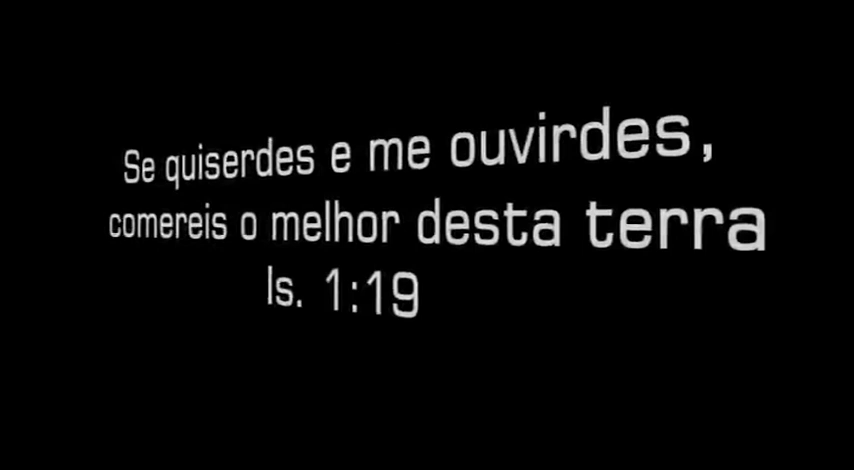 Se quiserdes e me ouvirdes,
comereis o melhor desta terra
Is. 1:19